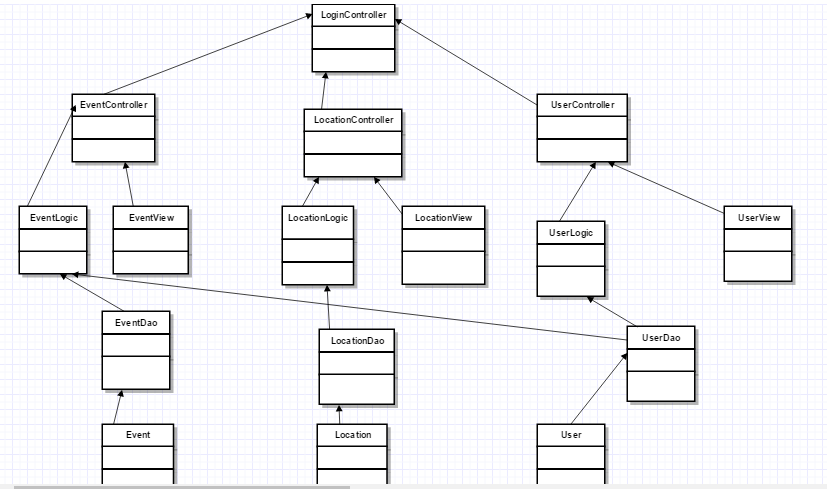 LoginController
EventController
LocationController
UserController
EventLogic
EventView
LocationLogic
LocationView
UserLogic
UserView
EventDao
LocationDao
UserDao
Event
Location
User